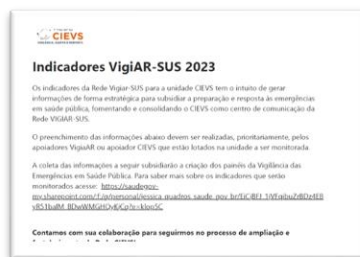 CIEVS
Indicadores VigiAR-SUS 2023
Os indicadores da Rede Vigiar-SUS para a unidade CIEVS tem o intuito de gerar
informações de forma estratégica para subsidiar a preparação e resposta às emergências
em saúde pública, fomentando e consolidando o CIEVS como centro de comunicação da
Rede VIGIAR-SUS.
O preenchimento das informações abaixo devem ser realizadas, prioritariamente, pelos
apoiadores VigiaAR ou apoiador CIEVS que estão lotados na unidade a ser monitorada.
A coleta das informações a seguir subsidiarão a criação dos painéis da Vigilância das
Emergências em Saúde Pública. Para saber mais sobre os indicadores que serão
monitorados acesse: https://saudegov-
Contamos com sua colaboração para seguirmos no processo de ampliação e